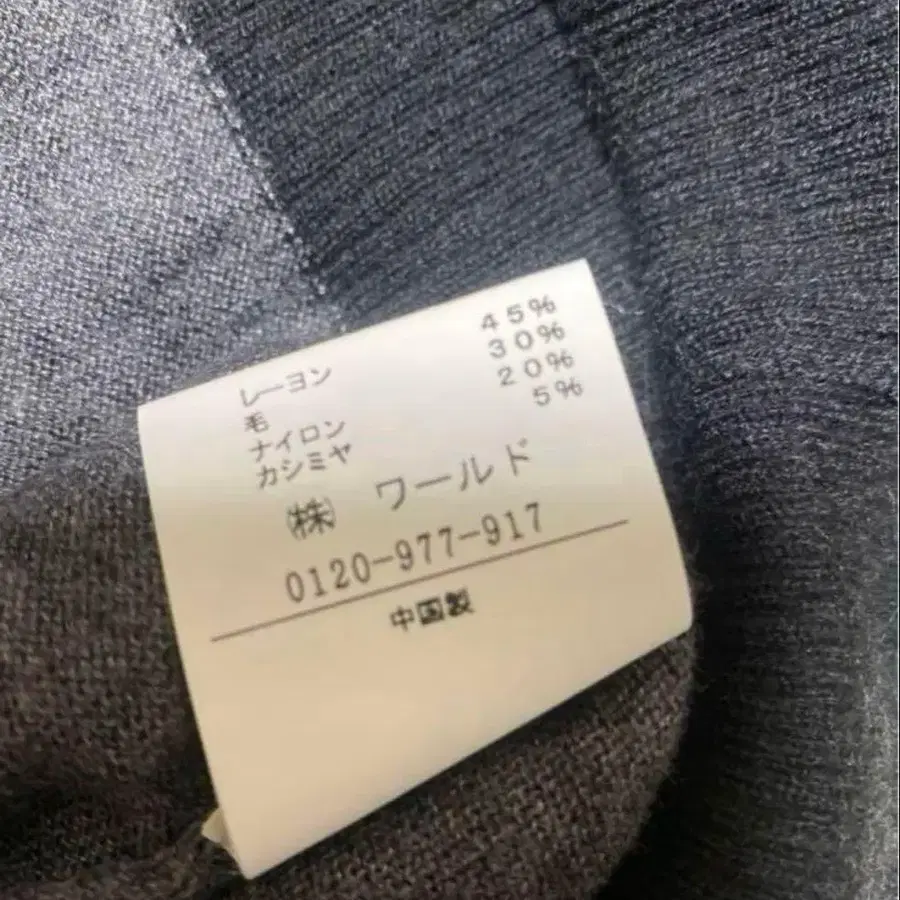 レーヨン 45%
毛 30%
ナイロン 20%
カシミヤ 5%
㈱ ワールド
0120-977-917
中国製